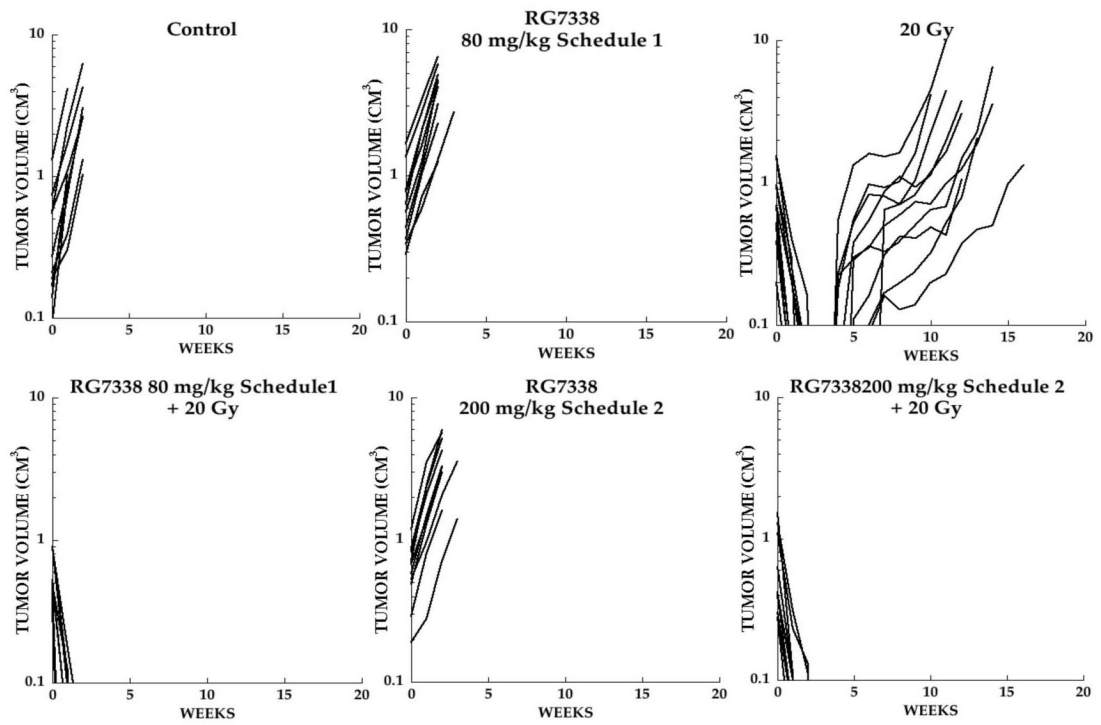 Control
10
1
0.1
TUMOR VOLUME (CM³)
0
5
10
15
20
WEEKS
RG7338
80 mg/kg Schedule 1
10
1
0.1
TUMOR VOLUME (CM³)
0
5
10
15
20
WEEKS
20 Gy
10
1
0.1
TUMOR VOLUME (CM³)
0
5
10
15
20
WEEKS
RG7338 80 mg/kg Schedule1
+ 20 Gy
10
1
0.1
TUMOR VOLUME (CM³)
0
5
10
15
20
WEEKS
RG7338
200 mg/kg Schedule 2
10
1
0.1
TUMOR VOLUME (CM³)
0
5
10
15
20
WEEKS
RG7338200 mg/kg Schedule 2
+ 20 Gy
10
1
0.1
TUMOR VOLUME (CM³)
0
5
10
15
20
WEEKS